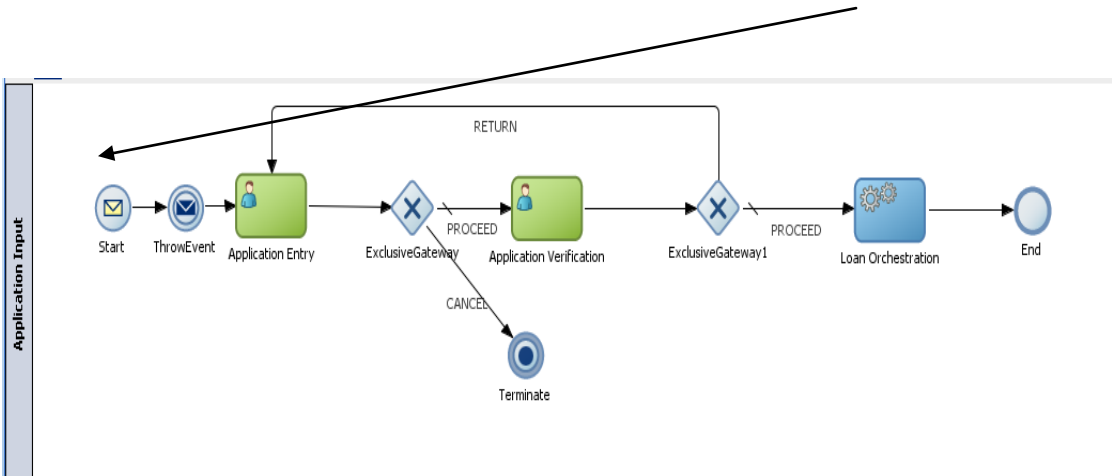 RETURN
Application Input
Start
ThrowEvent
Application Entry
ExclusiveGateway
PROCEED
Application Verification
ExclusiveGateway1
PROCEED
Loan Orchestration
End
CANCEL
Terminate